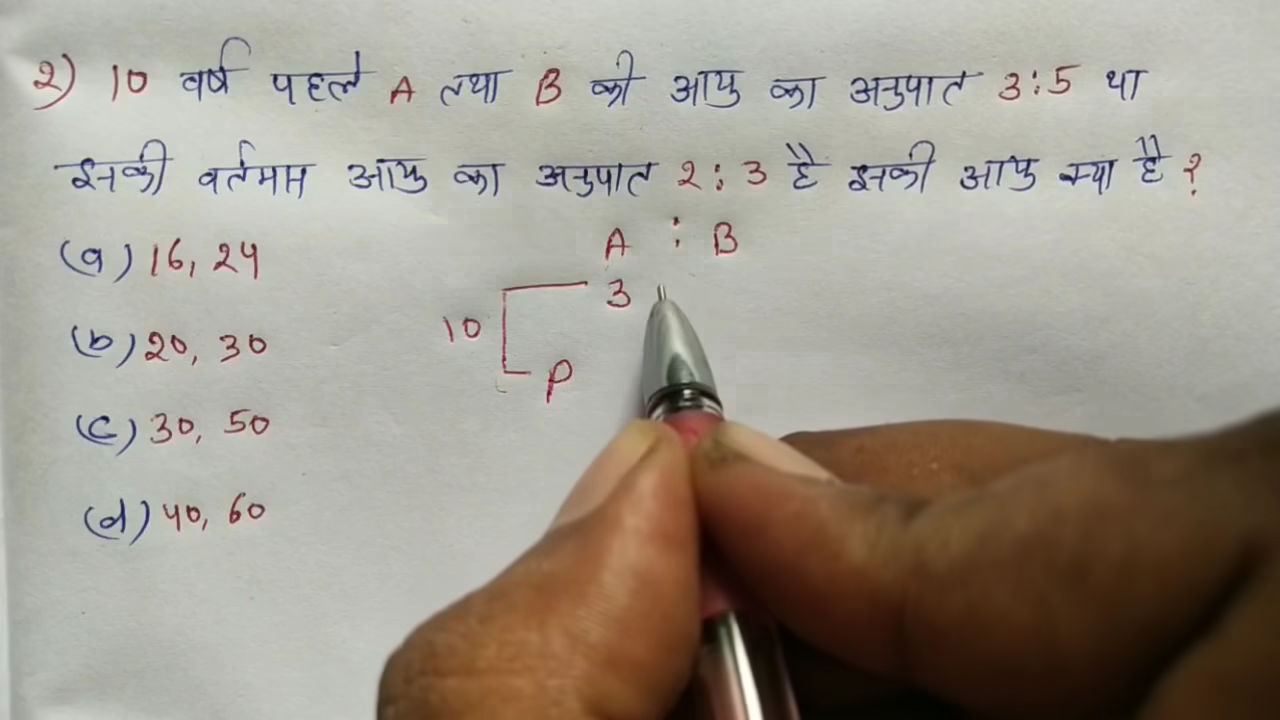 २) 10 वर्ष पहले A तथा B की आयु का अनुपात 3:5 था
इनकी वर्तमान आयु का अनुपात 2:3 है इनकी आयु क्या है ?
(a) 16, 24
(b) 20, 30
(c) 30, 50
(d) 40, 60
A : B
10 3
P